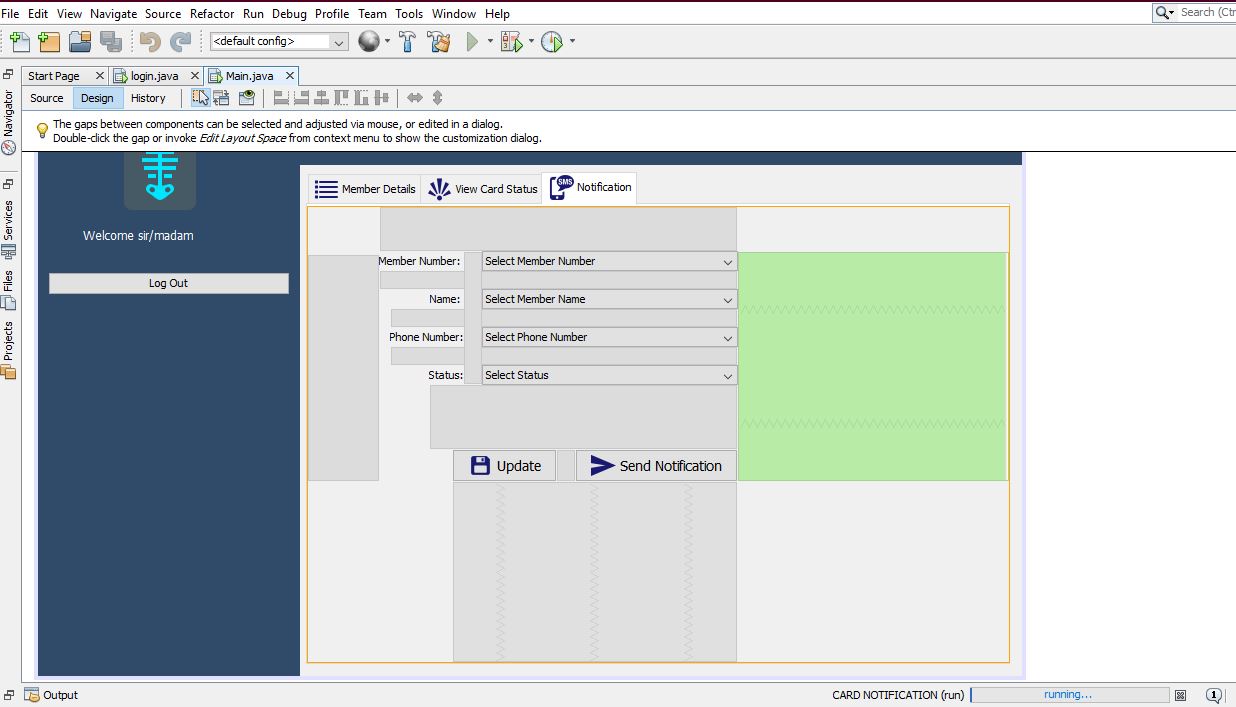 File Edit View Navigate Source Refactor Run Debug Profile Team Tools Window Help
Search (Ctr
<default config>
Start Page login.java Main.java
Source Design History
Navigator
The gaps between components can be selected and adjusted via mouse, or edited in a dialog.
Double-click the gap or invoke Edit Layout Space from context menu to show the customization dialog.
Services
Files
Projects
Welcome sir/madam
Log Out
Member Details View Card Status SMS Notification
Member Number: Select Member Number
Name: Select Member Name
Phone Number: Select Phone Number
Status: Select Status
Update Send Notification
Output CARD NOTIFICATION (run) running... 1